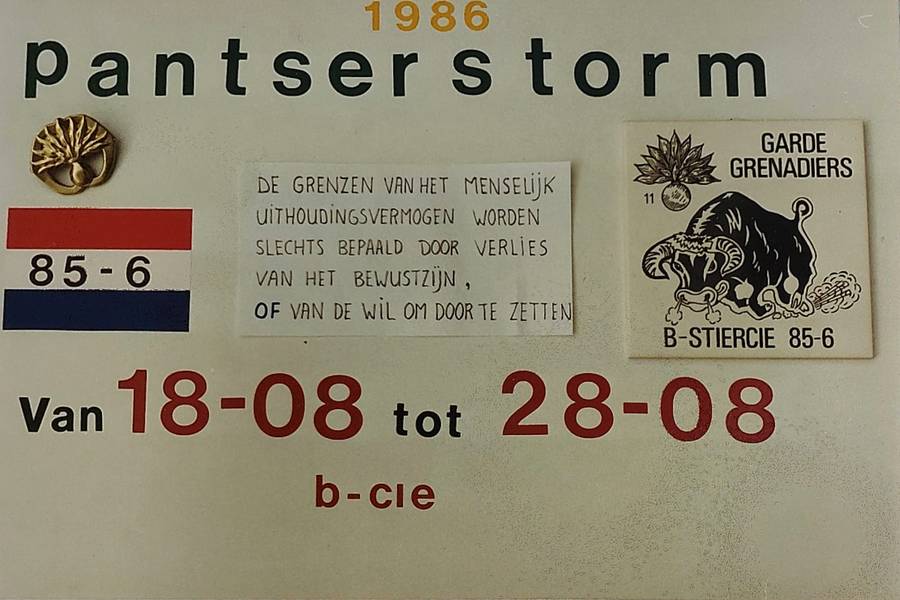 1986
pantserstorm
85-6
DE GRENZEN VAN HET MENSELIJK
UITHOUDINGSVERMOGEN WORDEN
SLECHTS BEPAALD DOOR VERLIES
VAN HET BEWUSTZIJN,
OF VAN DE WIL OM DOOR TE ZETTEN
GARDE
GRENADIERS
11
B-STIERCIE 85-6
Van 18-08 tot 28-08
b-cie